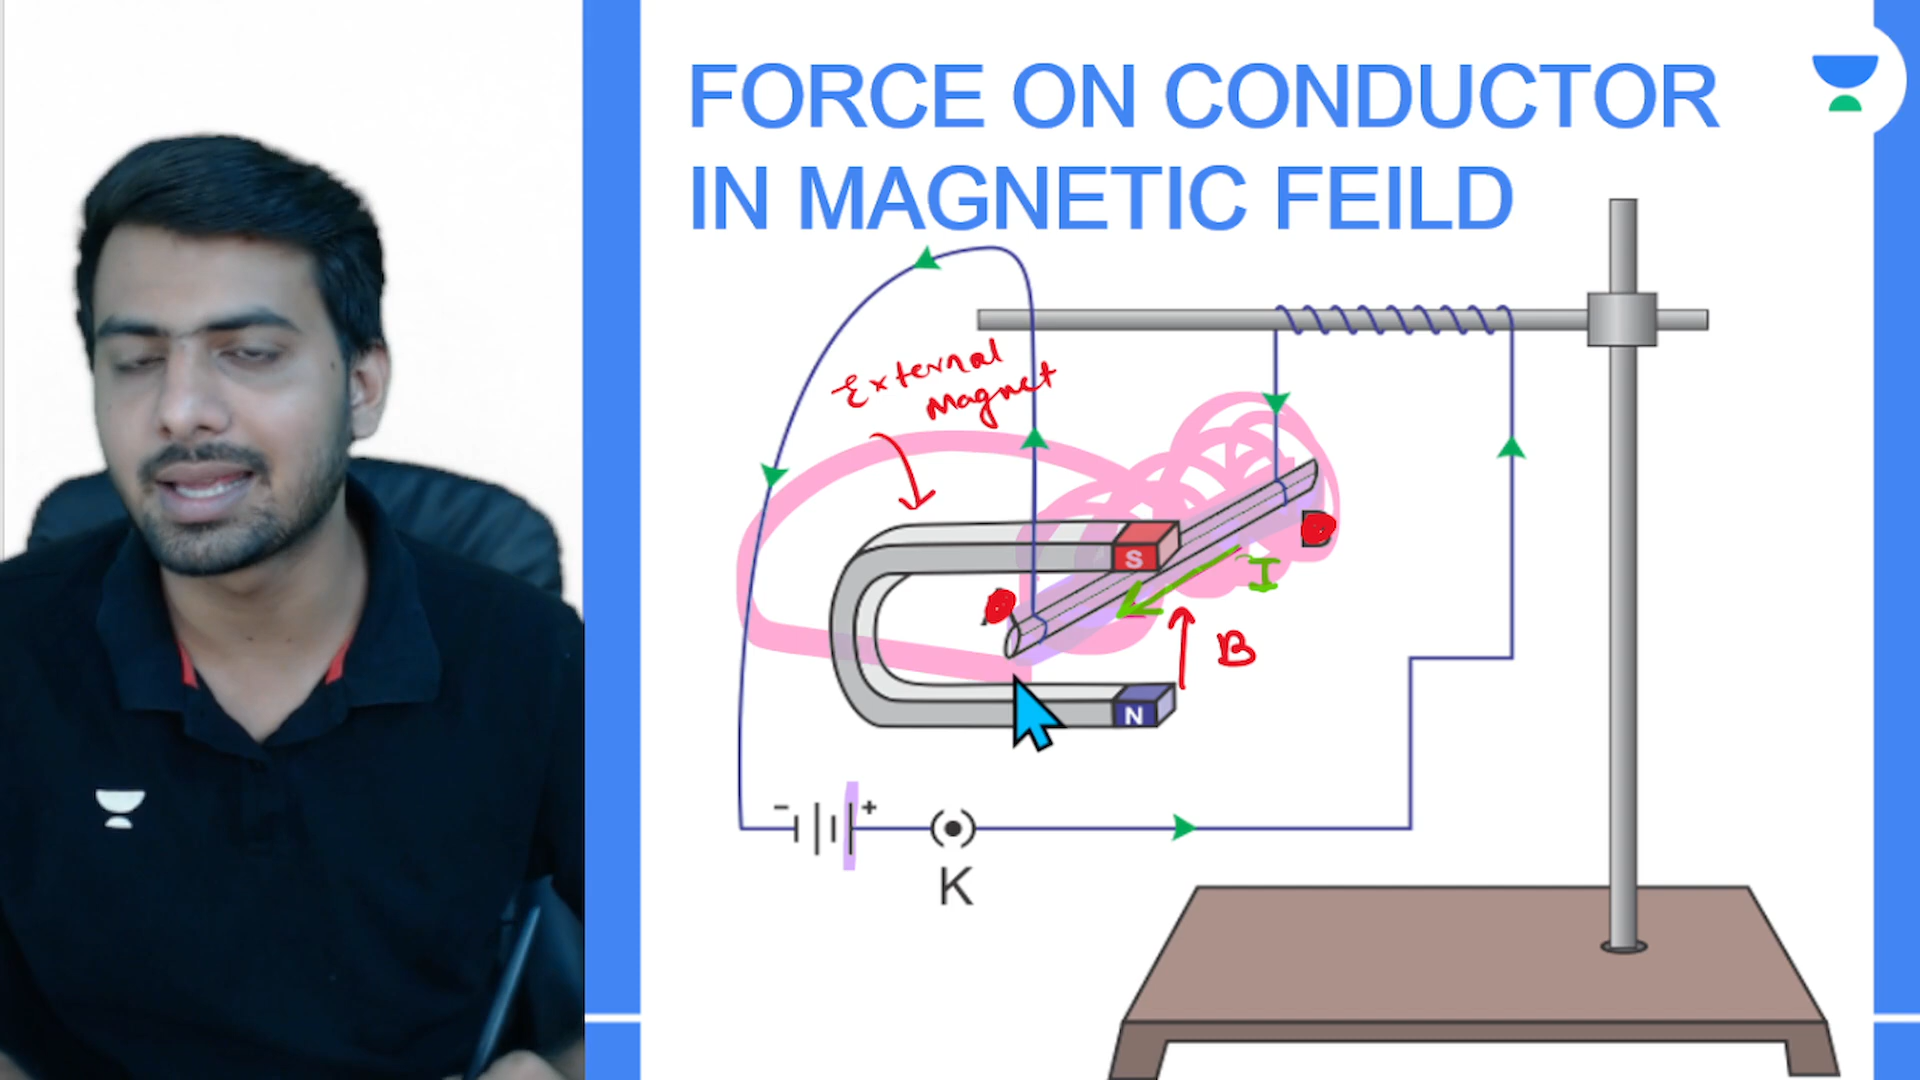 FORCE ON CONDUCTOR
IN MAGNETIC FEILD
External
Magnet
S
I
B
N
- +
K